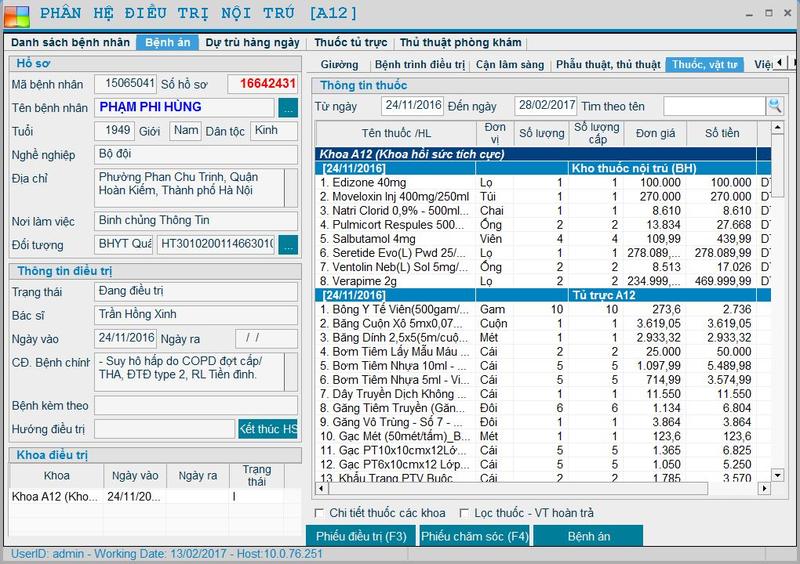 PHÂN HỆ ĐIỀU TRỊ NỘI TRÚ [A12]
Danh sách bệnh nhân Bệnh án Dự trù hàng ngày Thuốc tủ trực Thủ thuật phòng khám
Hồ sơ
Mã bệnh nhân 15065041 Số hồ sơ 16642431
Tên bệnh nhân PHẠM PHI HÙNG ...
Tuổi 1949 Giới Nam Dân tộc Kinh
Nghề nghiệp Bộ đội
Địa chỉ Phường Phan Chu Trinh, Quận
Hoàn Kiếm, Thành phố Hà Nội
Nơi làm việc Binh chủng Thông Tin
Đối tượng BHYT Quâ HT3010200114663010 ...
Thông tin điều trị
Trạng thái Đang điều trị
Bác sĩ Trần Hồng Xinh
Ngày vào 24/11/2016 Ngày ra / /
CĐ. Bệnh chính - Suy hô hấp do COPD đợt cấp/
THA, ĐTĐ type 2, RL Tiền đình.
Bệnh kèm theo
Hướng điều trị Kết thúc HS
Khoa điều trị
Khoa Ngày vào Ngày ra Trạng thái
Khoa A12 (Kho... 24/11/20... I
Giường Bệnh trình điều trị Cận lâm sàng Phẫu thuật, thủ thuật Thuốc, vật tư Viện
Thông tin thuốc
Từ ngày 24/11/2016 Đến ngày 28/02/2017 Tìm theo tên
Tên thuốc /HL Đơn vị Số lượng Số lượng cấp Đơn giá Số tiền
Khoa A12 (Khoa hồi sức tích cực)
[24/11/2016] Kho thuốc nội trú (BH)
1. Edizone 40mg Lọ 1 1 100.000 100.000 DT
2. Moveloxin Inj 400mg/250ml Túi 1 1 270.000 270.000 DT
3. Natri Clorid 0,9% - 500ml... Chai 1 1 8.610 8.610 DT
4. Pulmicort Respules 500... Ống 2 2 13.834 27.668 DT
5. Salbutamol 4mg Viên 4 4 109,99 439,99 DT
6. Seretide Evo(L) Pwd 25/... Lọ 1 1 278.089,... 278.089,... DT
7. Ventolin Neb(L) Sol 5mg/... Ống 2 2 8.513 17.026 DT
8. Verapime 2g Lọ 2 2 234.999,... 469.999,99 DT
[24/11/2016] Tủ trực A12
1. Bông Y Tế Viên(500gam/... Gam 10 10 273,6 2.736
2. Băng Cuộn Xô 5mx0,07... Cuộn 1 1 3.619,05 3.619,05
3. Băng Dính 2,5x5(5m/cuộ... Mét 1 1 2.933,32 2.933,32
4. Bơm Tiêm Lấy Mẫu Máu ... Cái 2 2 25.000 50.000
5. Bơm Tiêm Nhựa 10ml - ... Cái 5 5 1.097,99 5.489,98
6. Bơm Tiêm Nhựa 5ml - Vi... Cái 5 5 714,99 3.574,9
7. Dây Truyền Dịch Không ... Cái 1 1 11.550 11.550
8. Găng Tiêm Truyền (Găn... Đôi 6 6 1.134 6.804
9. Găng Vô Trùng - Số 7 - ... Đôi 1 1 3.864 3.864
10. Gạc Mét (50mét/tấm)_B... Mét 1 1 123,6 123,6
11. Gạc PT10x10cmx12Lớ... Cái 5 5 1.365 6.825
12. Gạc PT6x10cmx12 Lớp... Cái 5 5 1.050 5.250
13. Khẩu Trang PTV Buộc... Cái 2 2 1.785 3.570
Chi tiết thuốc các khoa Lọc thuốc - VT hoàn trả
Phiếu điều trị (F3) Phiếu chăm sóc (F4) Bệnh án
UserID: admin - Working Date: 13/02/2017 - Host:10.0.76.251